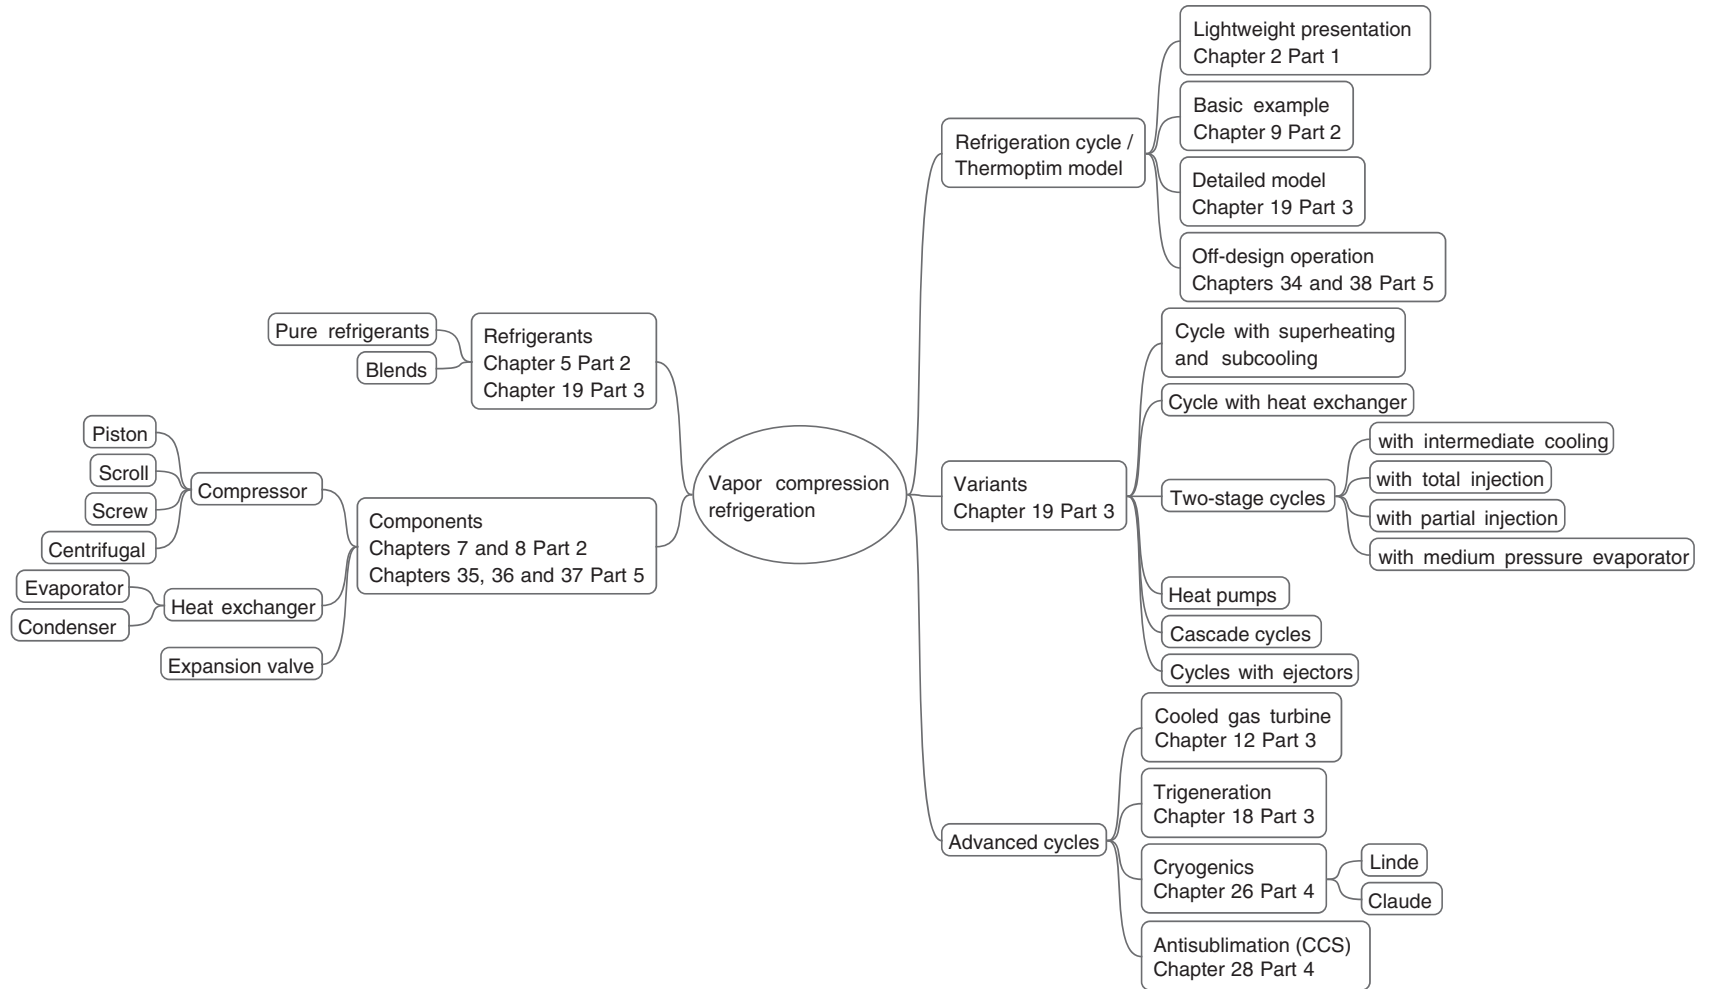 Vapor compression
refrigeration
Refrigerants
Chapter 5 Part 2
Chapter 19 Part 3
Pure refrigerants
Blends
Components
Chapters 7 and 8 Part 2
Chapters 35, 36 and 37 Part 5
Compressor
Piston
Scroll
Screw
Centrifugal
Heat exchanger
Evaporator
Condenser
Expansion valve
Refrigeration cycle /
Thermoptim model
Lightweight presentation
Chapter 2 Part 1
Basic example
Chapter 9 Part 2
Detailed model
Chapter 19 Part 3
Off-design operation
Chapters 34 and 38 Part 5
Variants
Chapter 19 Part 3
Cycle with superheating
and subcooling
Cycle with heat exchanger
Two-stage cycles
with intermediate cooling
with total injection
with partial injection
with medium pressure evaporator
Heat pumps
Cascade cycles
Cycles with ejectors
Advanced cycles
Cooled gas turbine
Chapter 12 Part 3
Trigeneration
Chapter 18 Part 3
Cryogenics
Chapter 26 Part 4
Linde
Claude
Antisublimation (CCS)
Chapter 28 Part 4